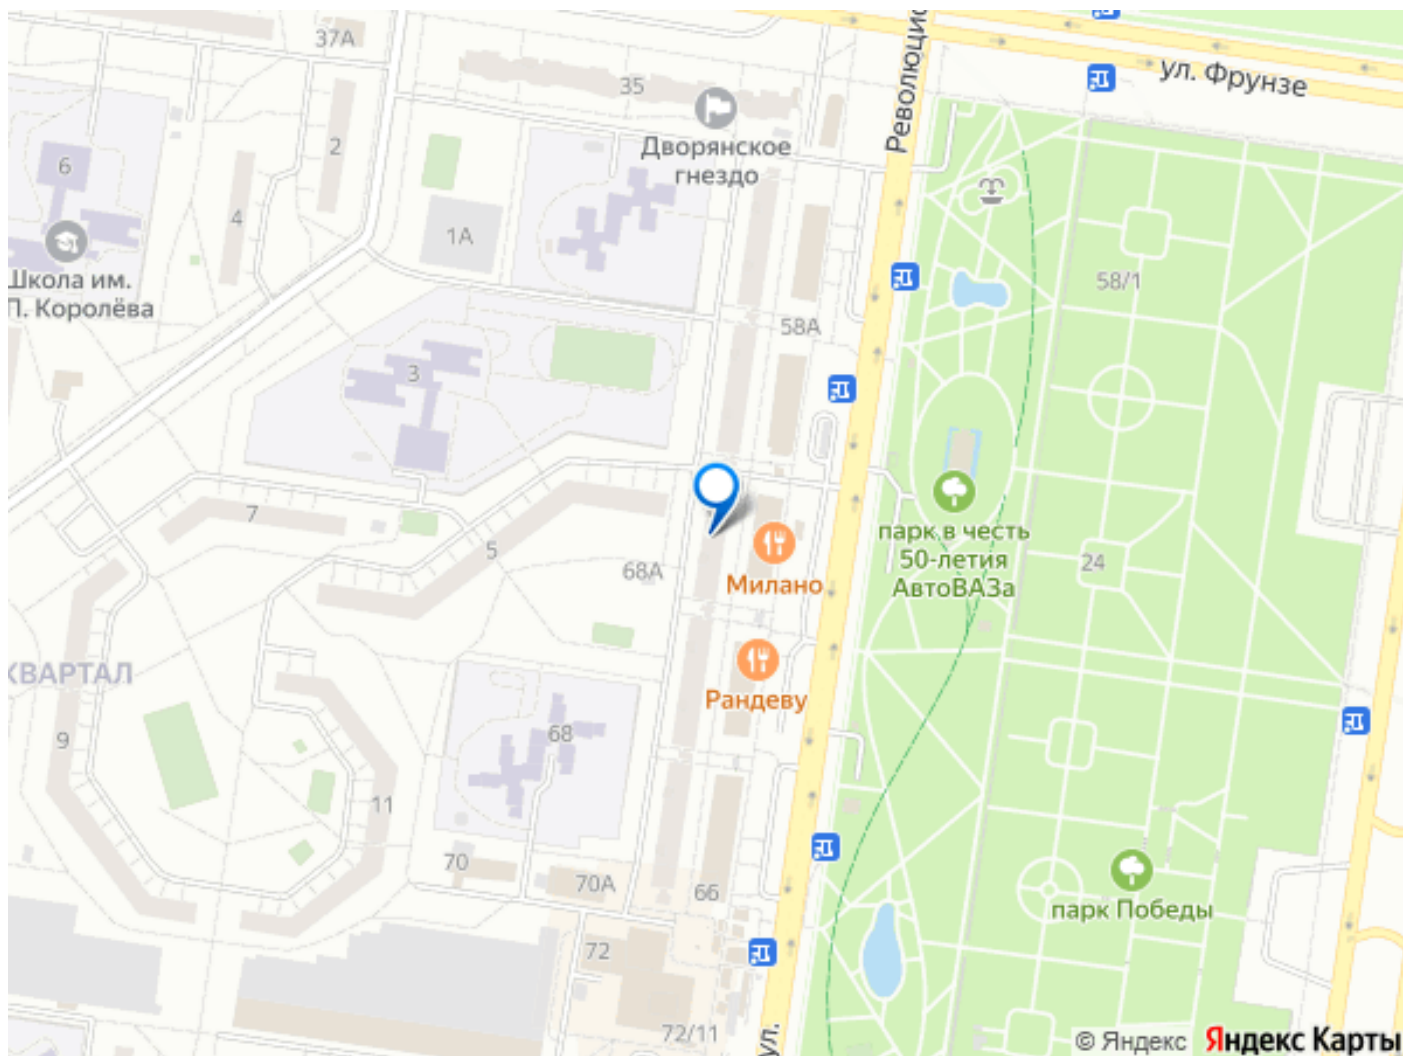 37А
35
Революцис
ул. Фрунзе
2
Дворянское
гнездо
6
4
1А
Школа им.
П. Королёва
58/1
58А
3
7
5
парк в честь
50-летия
АвтоВАЗа
24
68А
Милано
КВАРТАЛ
Рандеву
9
68
11
70
70А
66
парк Победы
72
72/11
ул.
© Яндекс Яндекс Карты